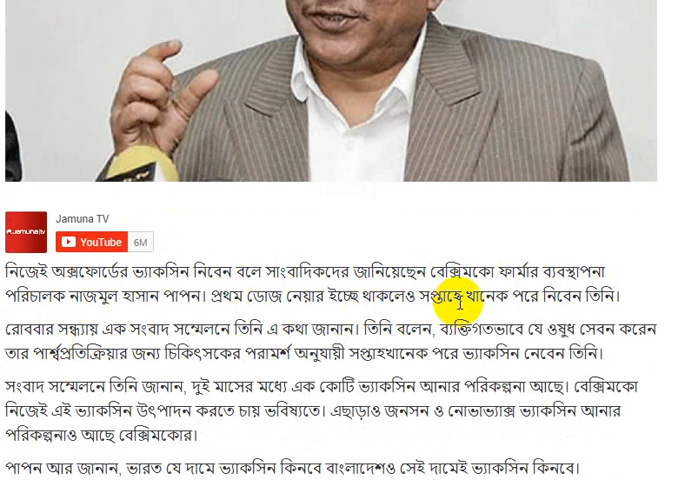 Jamuna TV
Jamuna tv
YouTube 6M
নিজেই অক্সফোর্ডের ভ্যাকসিন নিবেন বলে সাংবাদিকদের জানিয়েছেন বেক্সিমকো ফার্মার ব্যবস্থাপনা
পরিচালক নাজমুল হাসান পাপন। প্রথম ডোজ নেয়ার ইচ্ছে থাকলেও সপ্তাহেখানেক পরে নিবেন তিনি।
রোববার সন্ধ্যায় এক সংবাদ সম্মেলনে তিনি এ কথা জানান। তিনি বলেন, ব্যক্তিগতভাবে যে ওষুধ সেবন করেন
তার পার্শ্বপ্রতিক্রিয়ার জন্য চিকিৎসকের পরামর্শ অনুযায়ী সপ্তাহখানেক পরে ভ্যাকসিন নেবেন তিনি।
সংবাদ সম্মেলনে তিনি জানান, দুই মাসের মধ্যে এক কোটি ভ্যাকসিন আনার পরিকল্পনা আছে। বেক্সিমকো
নিজেই এই ভ্যাকসিন উৎপাদন করতে চায় ভবিষ্যতে। এছাড়াও জনসন ও নোভাভ্যাক্স ভ্যাকসিন আনার
পরিকল্পনাও আছে বেক্সিমকোর।
পাপন আর জানান, ভারত যে দামে ভ্যাকসিন কিনবে বাংলাদেশও সেই দামেই ভ্যাকসিন কিনবে।